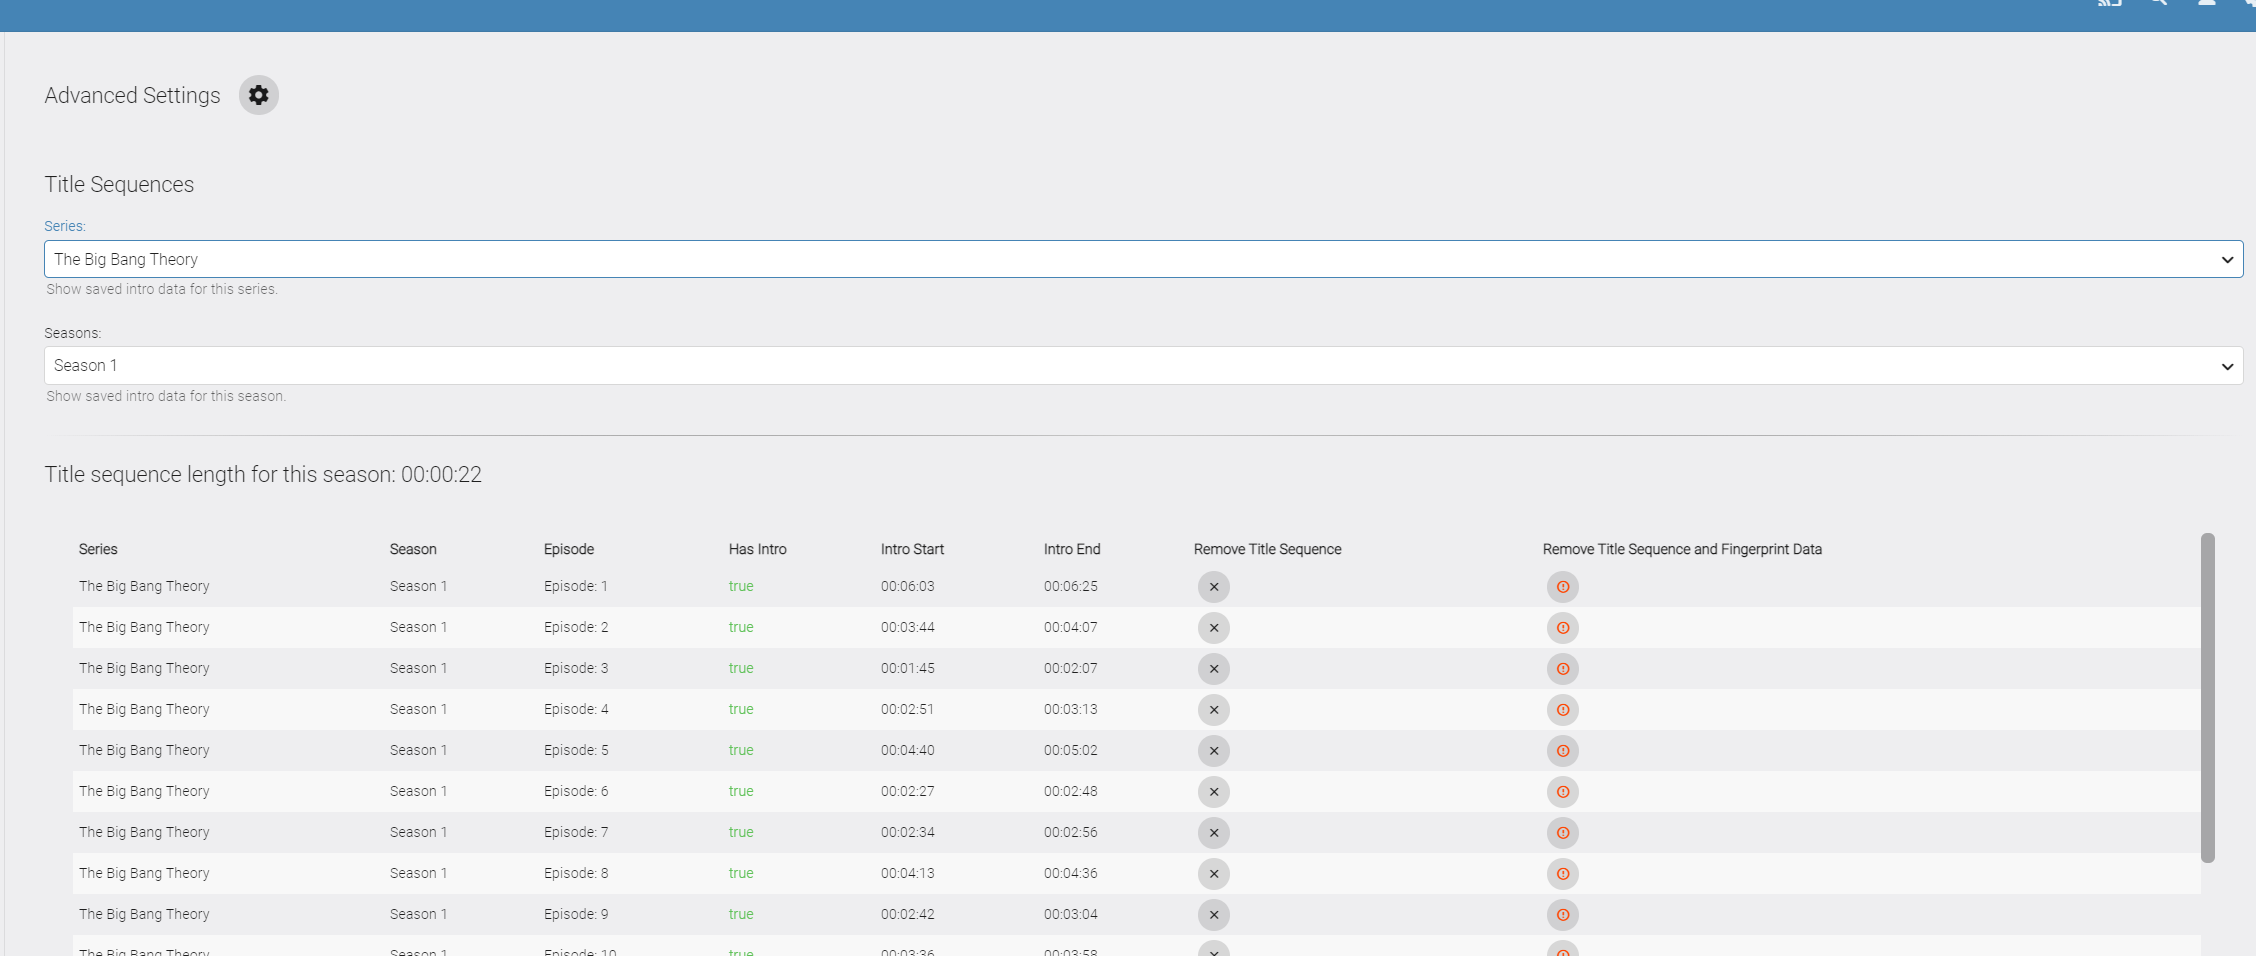 Advanced Settings
Title Sequences
Series:
The Big Bang Theory
Show saved intro data for this series.
Seasons:
Season 1
Show saved intro data for this season.
Title sequence length for this season: 00:00:22
Series Season Episode Has Intro Intro Start Intro End Remove Title Sequence Remove Title Sequence and Fingerprint Data
The Big Bang Theory Season 1 Episode: 1 true 00:06:03 00:06:25
The Big Bang Theory Season 1 Episode: 2 true 00:03:44 00:04:07
The Big Bang Theory Season 1 Episode: 3 true 00:01:45 00:02:07
The Big Bang Theory Season 1 Episode: 4 true 00:02:51 00:03:13
The Big Bang Theory Season 1 Episode: 5 true 00:04:40 00:05:02
The Big Bang Theory Season 1 Episode: 6 true 00:02:27 00:02:48
The Big Bang Theory Season 1 Episode: 7 true 00:02:34 00:02:56
The Big Bang Theory Season 1 Episode: 8 true 00:04:13 00:04:36
The Big Bang Theory Season 1 Episode: 9 true 00:02:42 00:03:04
The Big Bang Theory Season 1 Episode: 10 true 00:03:36 00:03:58